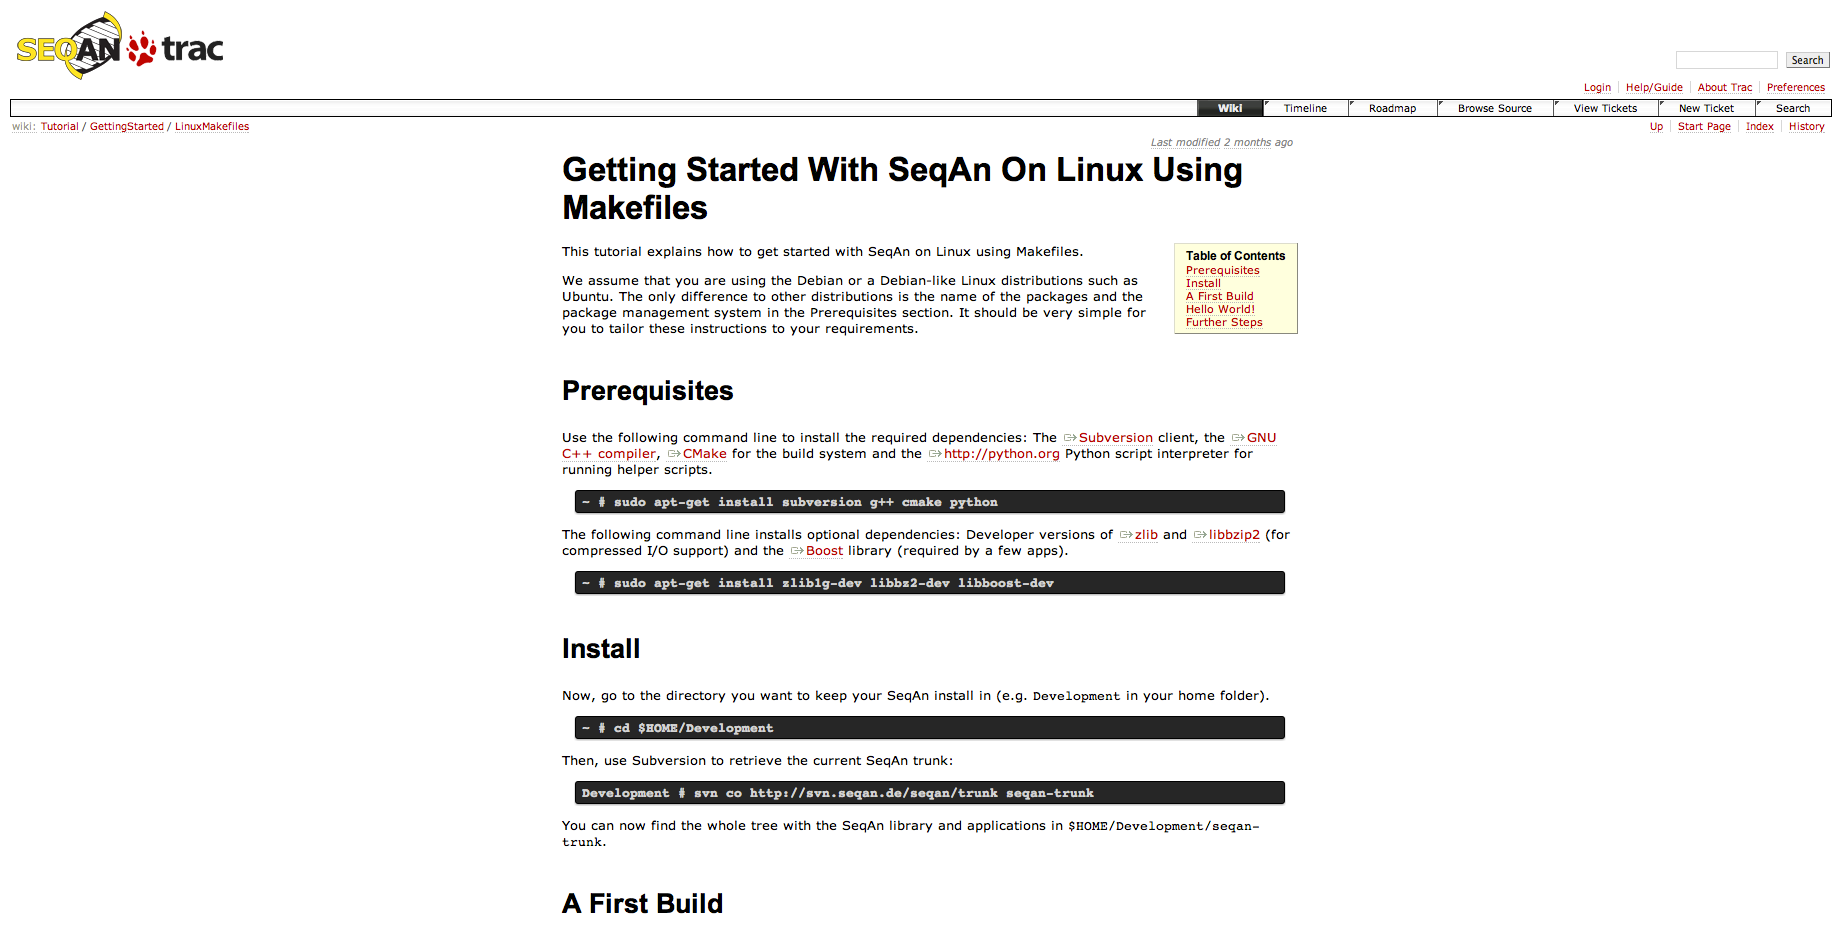 SEQAN trac
Search
Login Help/Guide About Trac Preferences
Wiki Timeline Roadmap Browse Source View Tickets New Ticket Search
wiki: Tutorial / GettingStarted / LinuxMakefiles
Up Start Page Index History
Last modified 2 months ago
Getting Started With SeqAn On Linux Using
Makefiles
This tutorial explains how to get started with SeqAn on Linux using Makefiles.
We assume that you are using the Debian or a Debian-like Linux distributions such as
Ubuntu. The only difference to other distributions is the name of the packages and the
package management system in the Prerequisites section. It should be very simple for
you to tailor these instructions to your requirements.
Table of Contents
Prerequisites
Install
A First Build
Hello World!
Further Steps
Prerequisites
Use the following command line to install the required dependencies: The Subversion client, the GNU
C++ compiler, CMake for the build system and the http://python.org Python script interpreter for
running helper scripts.
~ # sudo apt-get install subversion g++ cmake python
The following command line installs optional dependencies: Developer versions of zlib and libbzip2 (for
compressed I/O support) and the Boost library (required by a few apps).
~ # sudo apt-get install zlib1g-dev libbz2-dev libboost-dev
Install
Now, go to the directory you want to keep your SeqAn install in (e.g. Development in your home folder).
~ # cd $HOME/Development
Then, use Subversion to retrieve the current SeqAn trunk:
Development # svn co http://svn.seqan.de/seqan/trunk seqan-trunk
You can now find the whole tree with the SeqAn library and applications in $HOME/Development/seqan-
trunk.
A First Build